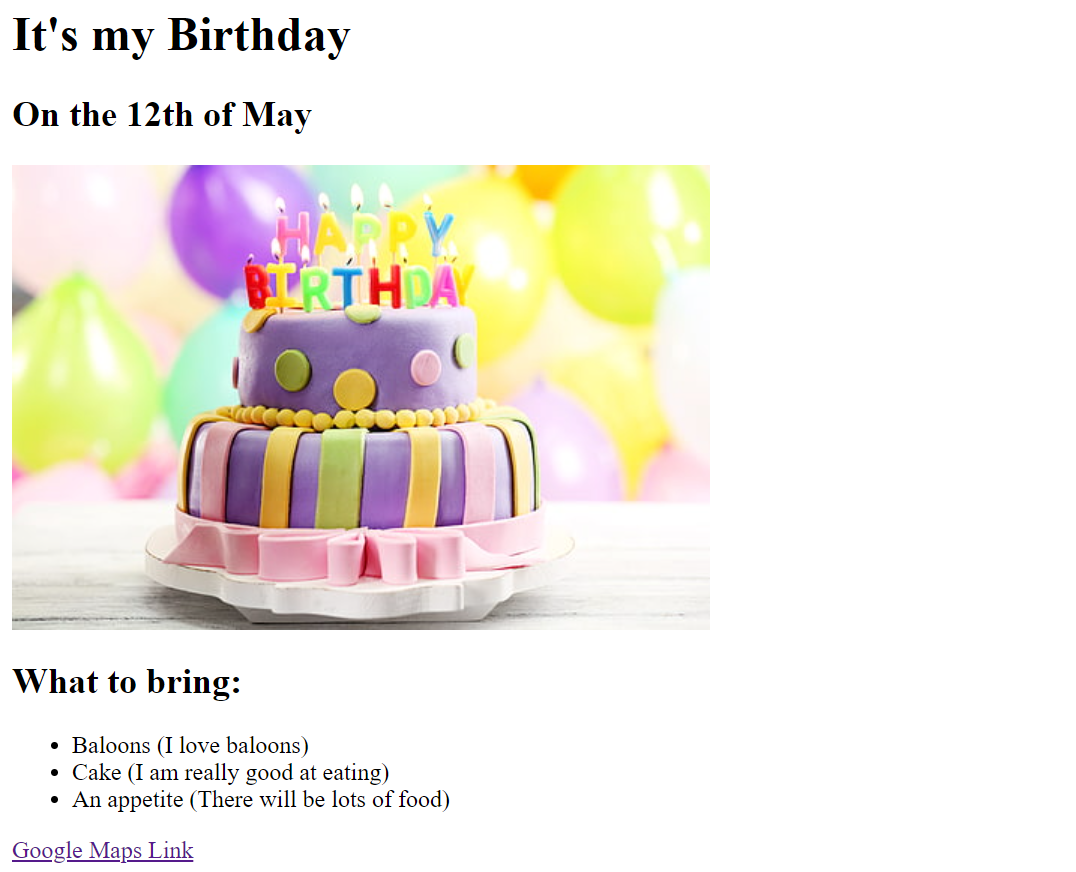 It's my Birthday
On the 12th of May
HAPPY
BIRTHDAY
What to bring:
Baloons (I love baloons)
Cake (I am really good at eating)
An appetite (There will be lots of food)
Google Maps Link